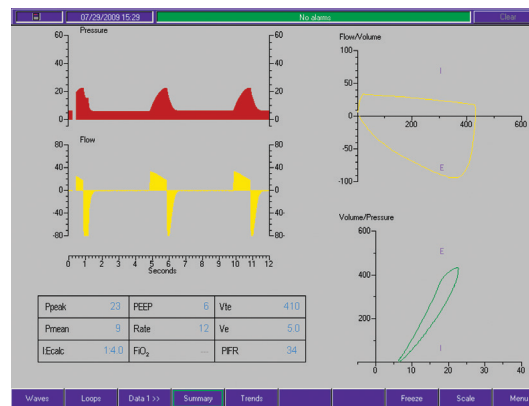 07/29/2009 15:29 No alarms Clear
Pressure
60 60
40 40
20 20
0 0
Flow
80 80
40 40
0 0
-80 -80
0 1 2 3 4 5 6 7 8 9 10 11 12
Seconds
Flow/Volume
100
I
50
0
200 400 600
-50
E
-100
Volume/Pressure
600
E
400
200
I
0 10 20 30 40
Ppeak 23 PEEP 6 Vte 410
Pmean 9 Rate 12 Ve 5.0
I:Ecalc 1:4.0 FiO₂ ... PIFR 34
Waves Loops Data 1 >> Summary Trends Freeze Scale Menu